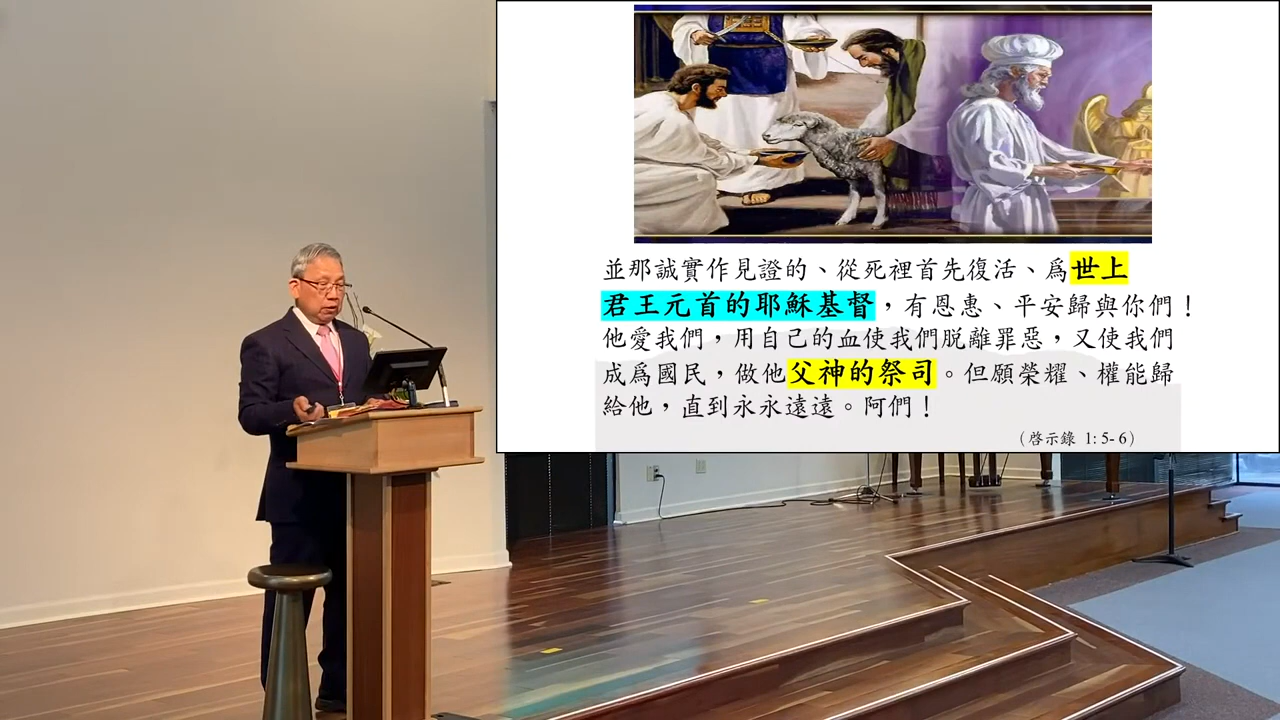 並那誠實作見證的、從死裡首先復活、爲世上
君王元首的耶穌基督，有恩惠、平安歸與你們！
他愛我們，用自己的血使我們脫離罪惡，又使我們
成爲國民，做他父神的祭司。但願榮耀、權能歸
給他，直到永永遠遠。阿們！
（啓示錄 1: 5- 6）